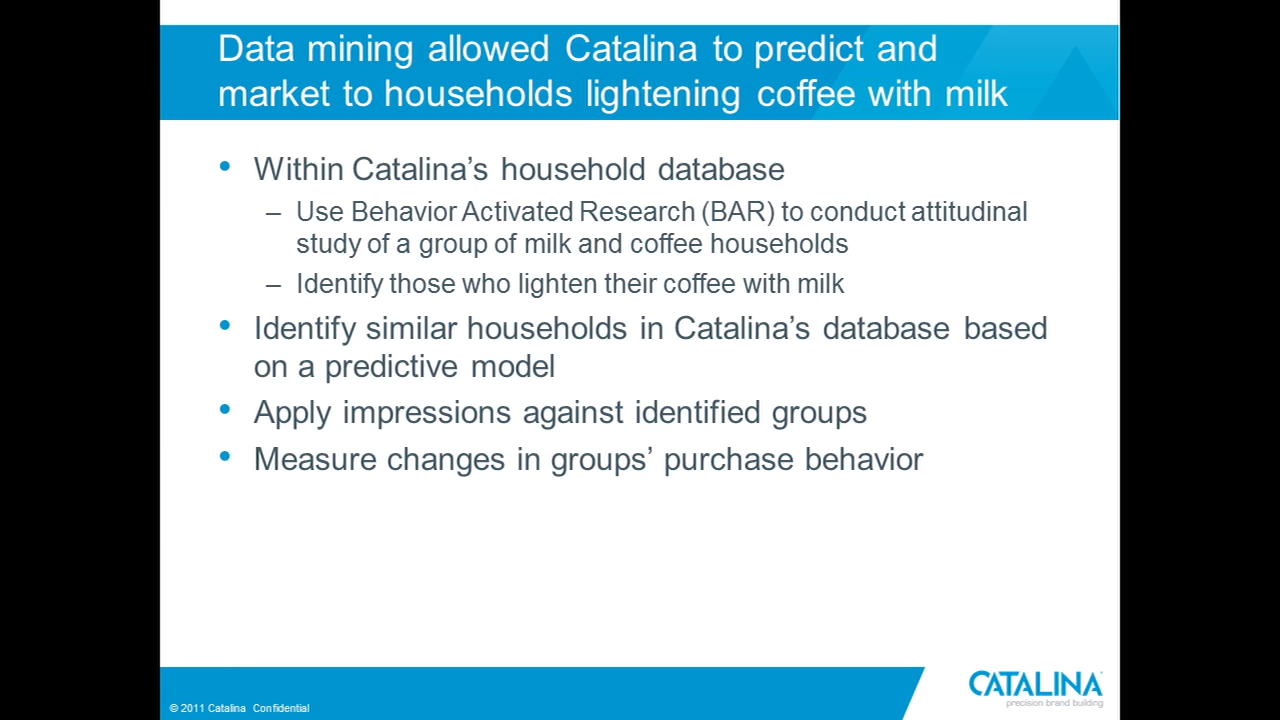 Data mining allowed Catalina to predict and
market to households lightening coffee with milk
• Within Catalina’s household database
– Use Behavior Activated Research (BAR) to conduct attitudinal
study of a group of milk and coffee households
– Identify those who lighten their coffee with milk
• Identify similar households in Catalina’s database based
on a predictive model
• Apply impressions against identified groups
• Measure changes in groups’ purchase behavior
© 2011 Catalina Confidential
CATALINA
precision brand building